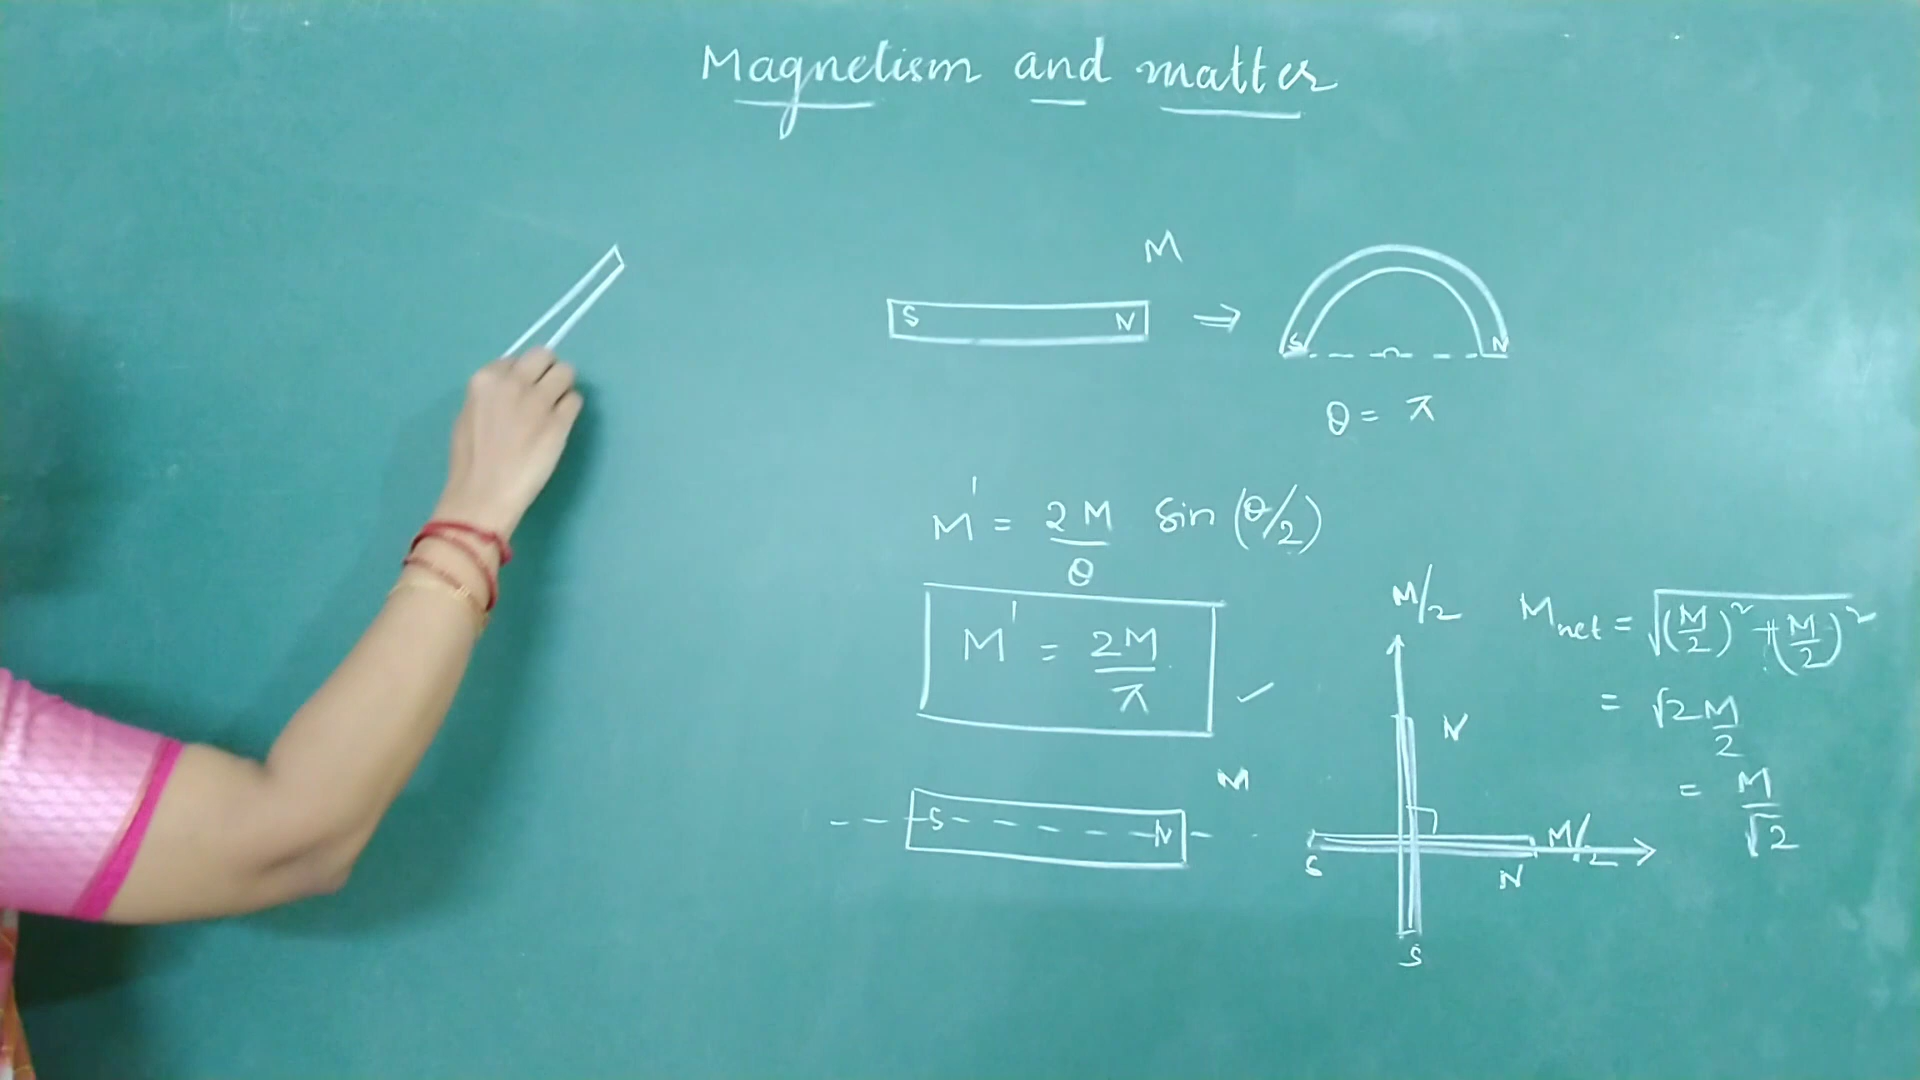 Magnetism and matter
M
S N ⇒ S N
θ = π
M' = 2M/θ sin (θ/2)
M' = 2M/π ✓
M
S N
M/2
N
S N M/2
S
Mnet = √((M/2)² + (M/2)²)
= √2 M/2
= M/√2